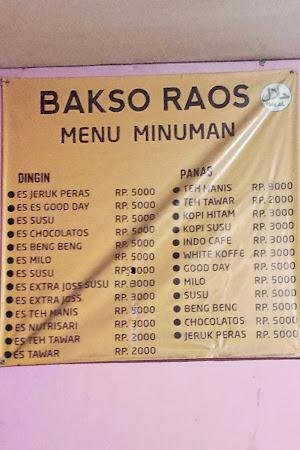 BAKSO RAOS
حلال
HALAL
MENU MINUMAN
DINGIN
ES JERUK PERAS RP. 5000
ES ES GOOD DAY RP. 5000
ES SUSU RP. 5000
ES CHOCOLATOS RP. 5000
ES BENG BENG RP. 5000
ES MILO RP. 5000
ES SUSU
ES EXTRA JOSS SUSU RP. 8000
ES EXTRA JOSS RP. 3000
ES TEH MANIS RP.
ES NUTRISARI RP. 3000
ES TEH TAWAR RP. 2000
ES TAWAR RP. 2000
PANAS
TEH MANIS RP.
TEH TAWAR RP. 2000
KOPI HITAM RP. 3000
KOPI SUSU RP. 3000
INDO CAFE RP. 3000
WHITE KOFFE RP. 3000
GOOD DAY RP. 5000
MILO RP. 5000
SUSU RP. 5000
BENG BENG RP. 5000
CHOCOLATOS RP. 5000
JERUK PERAS RP. 5000